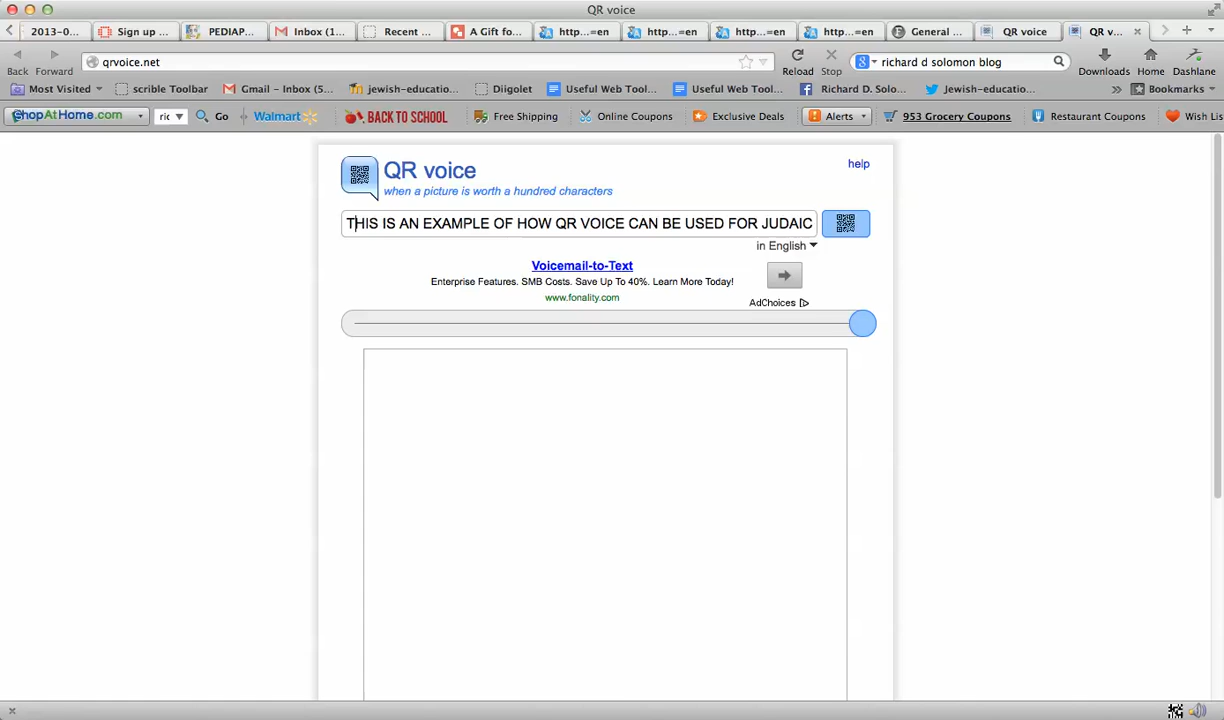 QR voice
2013-0...
Sign up ...
PEDIAP...
Inbox (1...
Recent ...
A Gift fo...
http...=en
http...=en
http...=en
http...=en
General ...
QR voice
QR v...
Back
Forward
qrvoice.net
Reload
Stop
richard d solomon blog
Downloads
Home
Dashlane
Most Visited
scrible Toolbar
Gmail - Inbox (5...
jewish-educatio...
Diigolet
Useful Web Tool...
Useful Web Tool...
Richard D. Solo...
Jewish-educatio...
»
Bookmarks
ShopAtHome.com
ric
Go
Walmart
BACK TO SCHOOL
Free Shipping
Online Coupons
Exclusive Deals
Alerts
953 Grocery Coupons
Restaurant Coupons
Wish Lis
QR voice
when a picture is worth a hundred characters
help
THIS IS AN EXAMPLE OF HOW QR VOICE CAN BE USED FOR JUDAIC
in English
Voicemail-to-Text
Enterprise Features. SMB Costs. Save Up To 40%. Learn More Today!
www.fonality.com
AdChoices